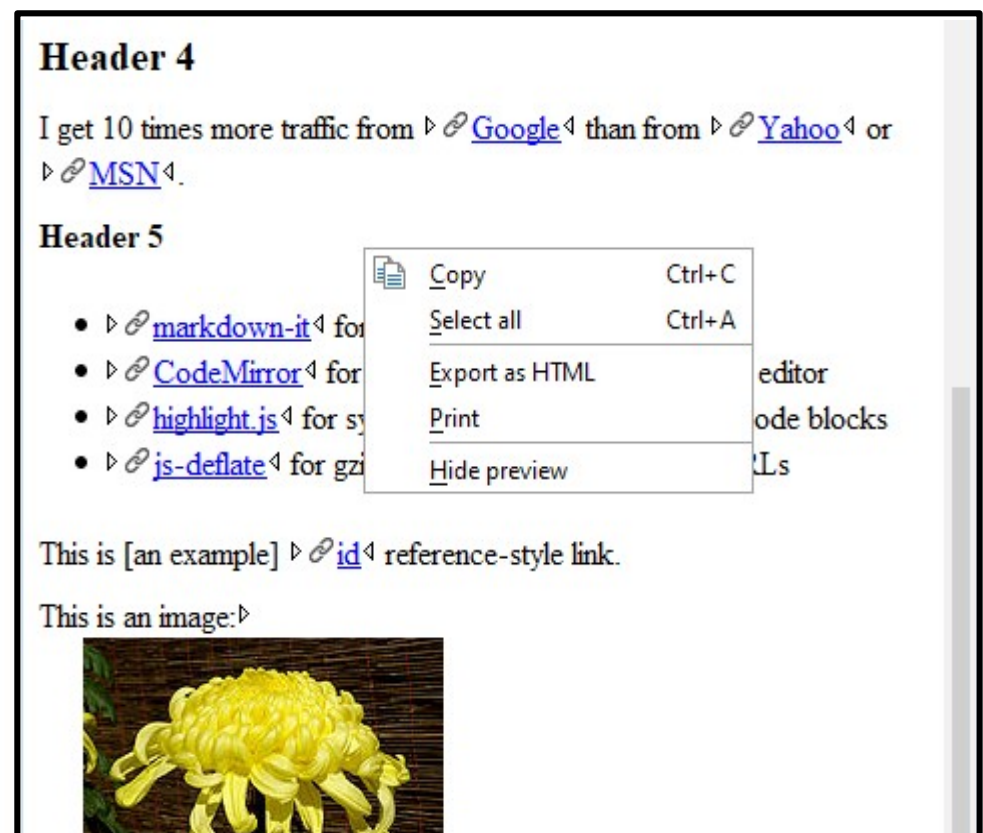 Header 4
I get 10 times more traffic from Google than from Yahoo or
MSN.
Header 5
Copy Ctrl+C
• markdown-it for
Select all Ctrl+A
• CodeMirror for
Export as HTML
editor
• highlight.js for sy
Print
ode blocks
• js-deflate for gzi
Hide preview
This is [an example] id reference-style link.
This is an image: